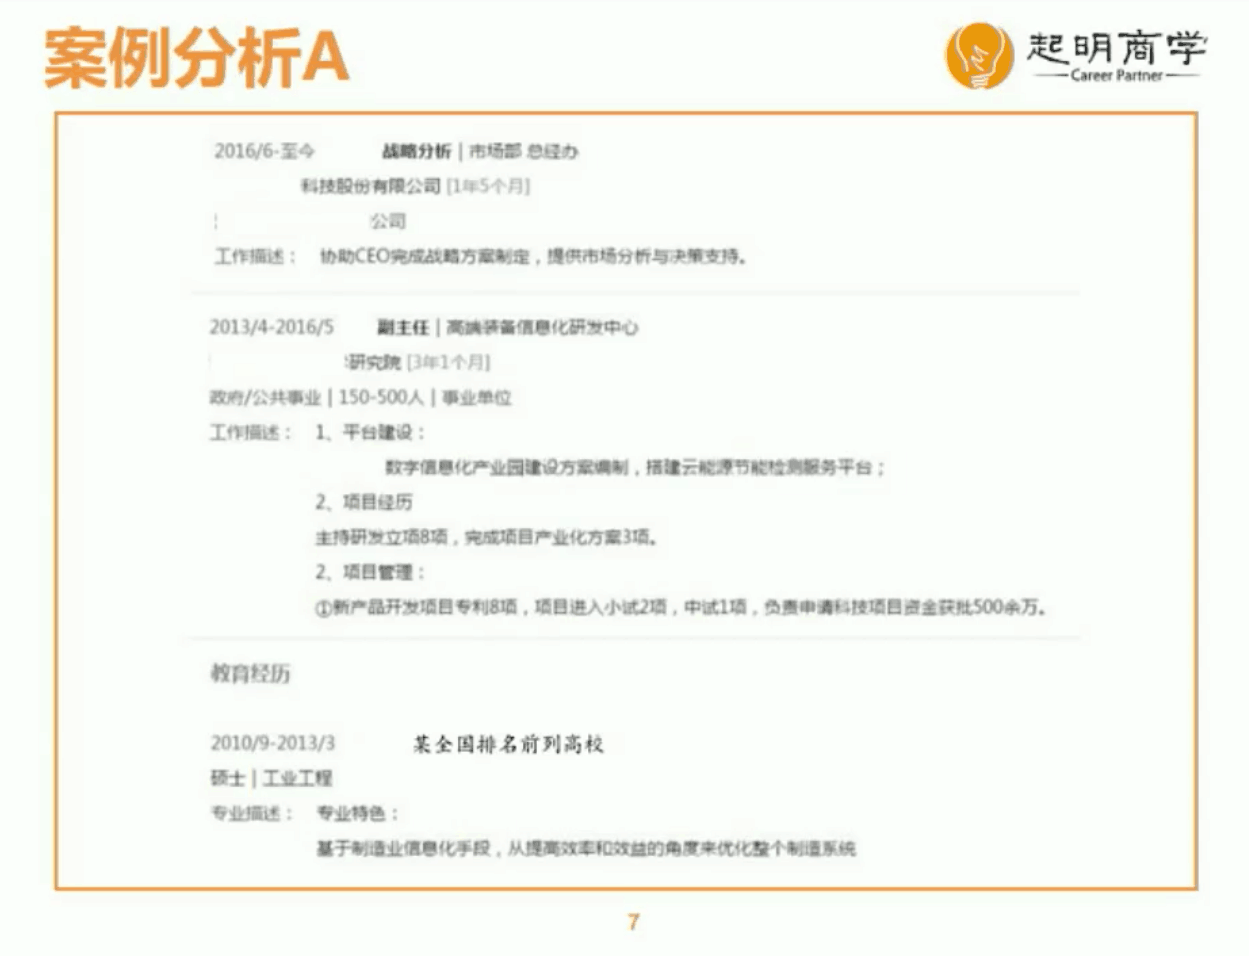 案例分析A
起明商学
Career Partner
2016/6-至今 战略分析 | 市场部 总经办
科技股份有限公司 [1年5个月]
公司
工作描述： 协助CEO完成战略方案制定，提供市场分析与决策支持。
2013/4-2016/5 副主任 | 高端装备信息化研发中心
研究院 [3年1个月]
政府/公共事业 | 150-500人 | 事业单位
工作描述： 1、平台建设：
数字信息化产业园建设方案编制，搭建云能源节能检测服务平台；
2、项目经历
主持研发立项8项，完成项目产业化方案3项。
2、项目管理：
①新产品开发项目专利8项，项目进入小试2项，中试1项，负责申请科技项目资金获批500余万。
教育经历
2010/9-2013/3 某全国排名前列高校
硕士 | 工业工程
专业描述： 专业特色：
基于制造业信息化手段，从提高效率和效益的角度来优化整个制造系统
7